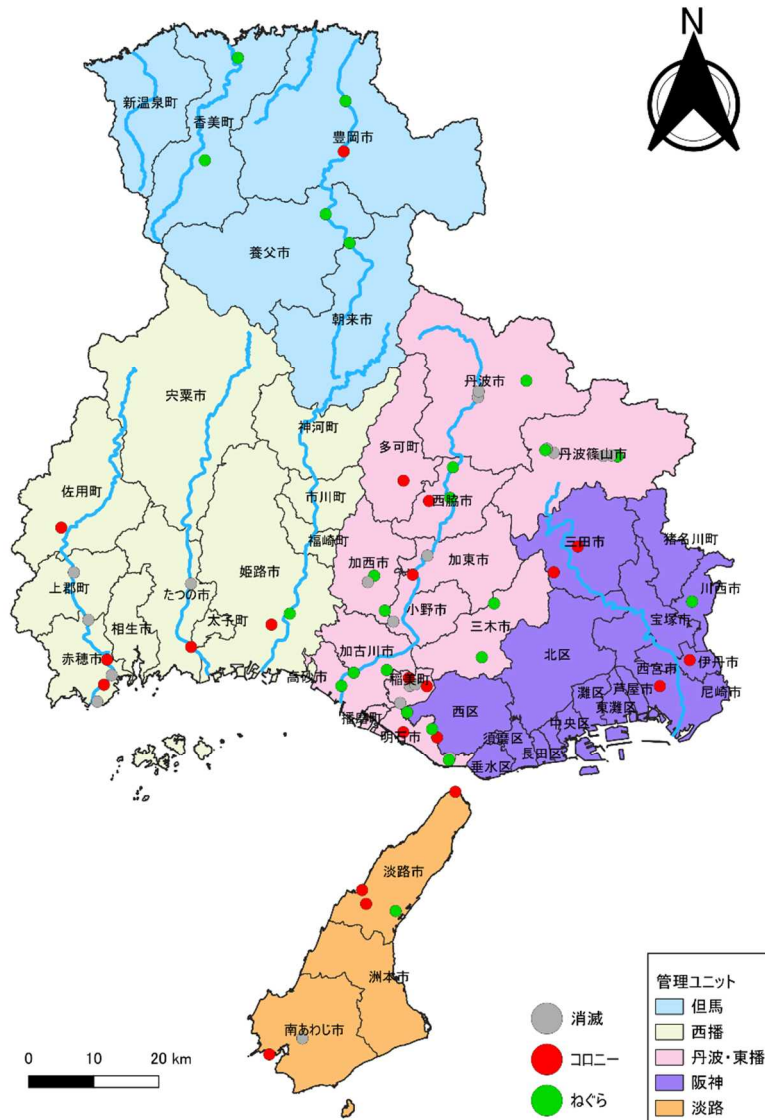 N
新温泉町
香美町
豊岡市
養父市
朝来市
宍粟市
神河町
丹波市
多可町
丹波篠山市
佐用町
市川町
西脇市
福崎町
三田市
猪名川町
加西市
加東市
姫路市
上郡町
たつの市
川西市
相生市
太子町
小野市
三木市
宝塚市
赤穂市
加古川市
北区
西宮市
伊丹市
高砂市
稲美町
芦屋市
尼崎市
灘区
東灘区
西区
播磨町
中央区
明石市
須磨区
長田区
垂水区
淡路市
洲本市
南あわじ市
0 10 20 km
消滅
コロニー
ねぐら
管理ユニット
但馬
西播
丹波・東播
阪神
淡路